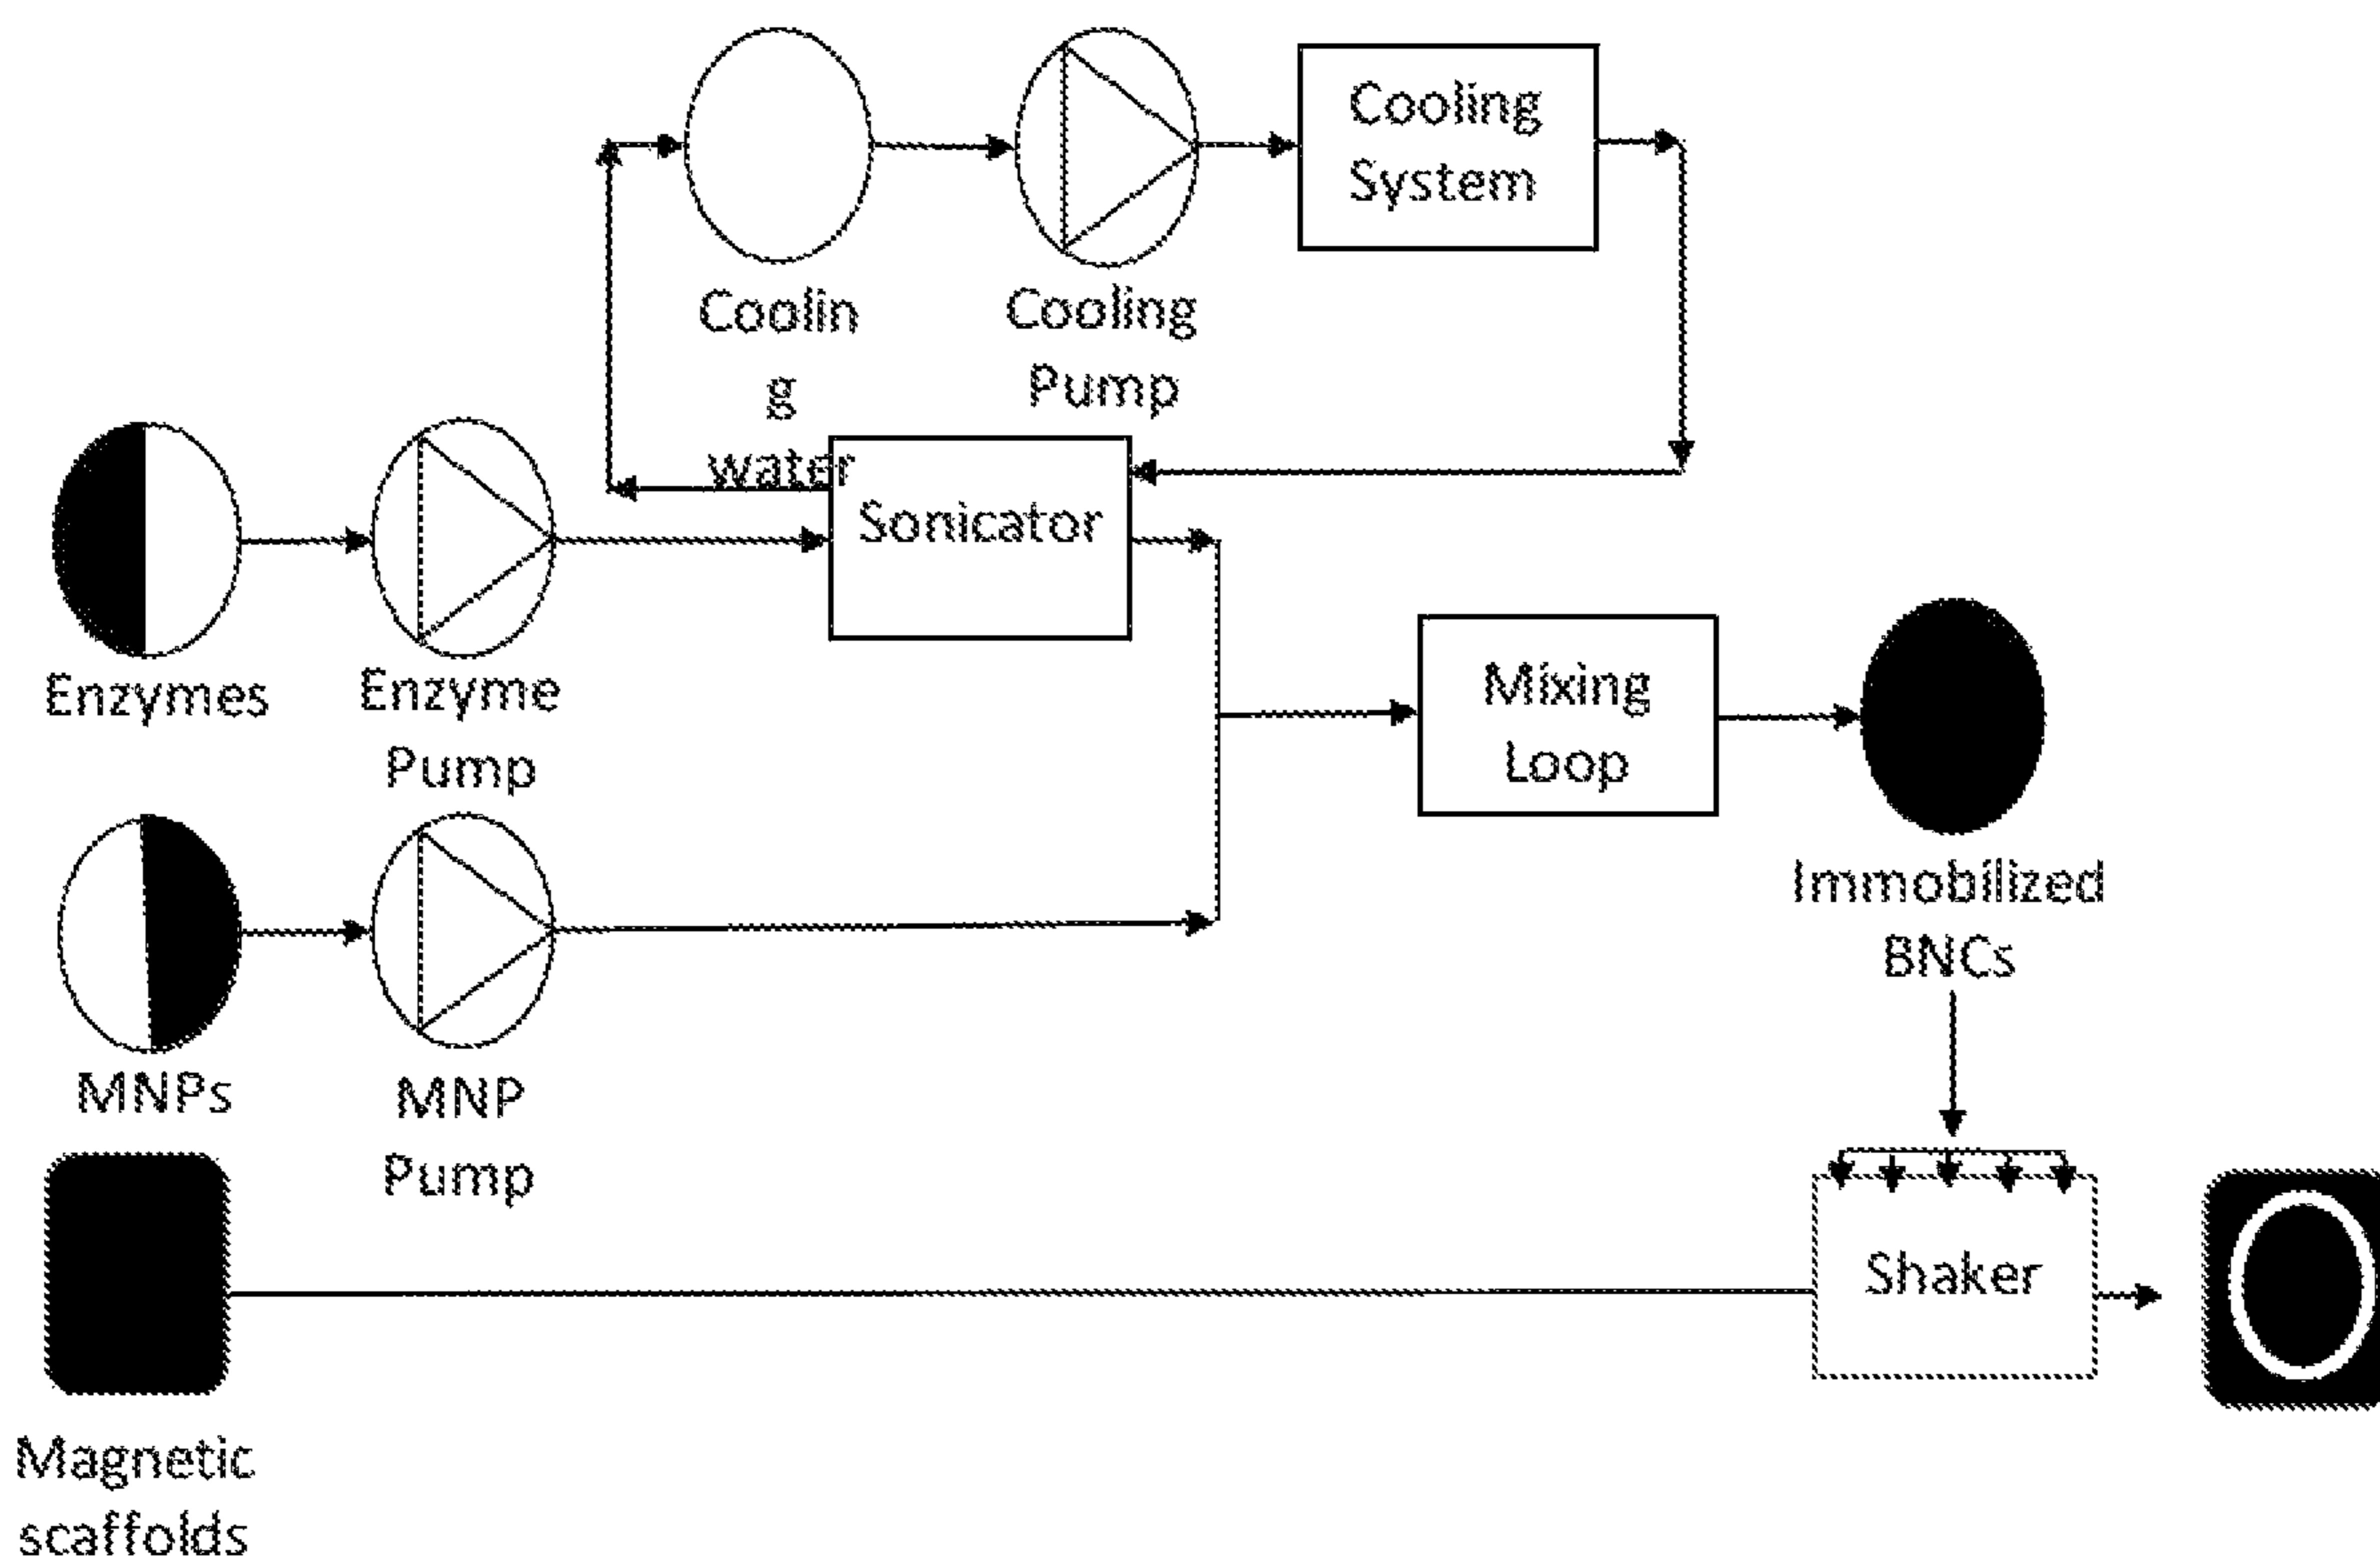 Cooling
System
Coolin
g
water
Cooling
Pump
Sonicator
Enzymes
Enzyme
Pump
Mixing
Loop
Immobilized
BNCs
MNPs
MNP
Pump
Shaker
Magnetic
scaffolds